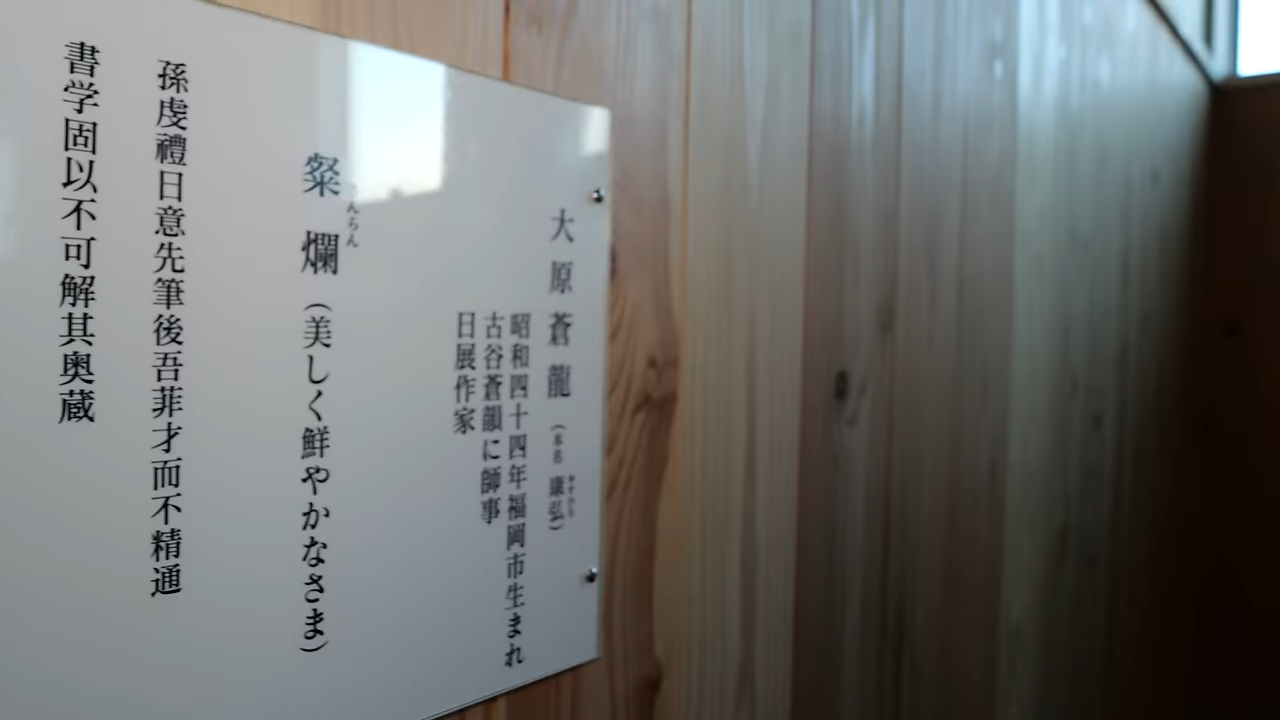 大原蒼龍（本名 康弘）
昭和四十四年福岡市生まれ
古谷蒼韻に師事
日展作家
燦爛（美しく鮮やかなさま）
孫虔禮日意先筆後吾菲才而不精通
書学固以不可解其奥蔵